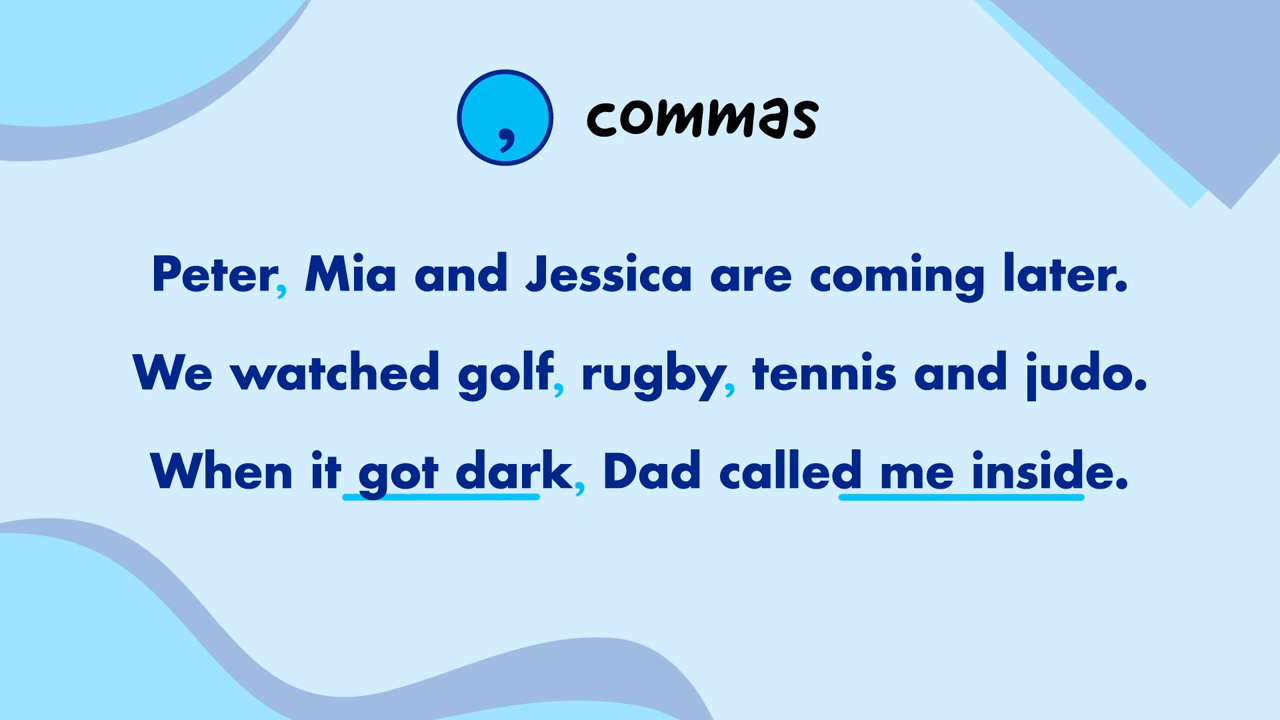 , commas
Peter, Mia and Jessica are coming later.
We watched golf, rugby, tennis and judo.
When it got dark, Dad called me inside.